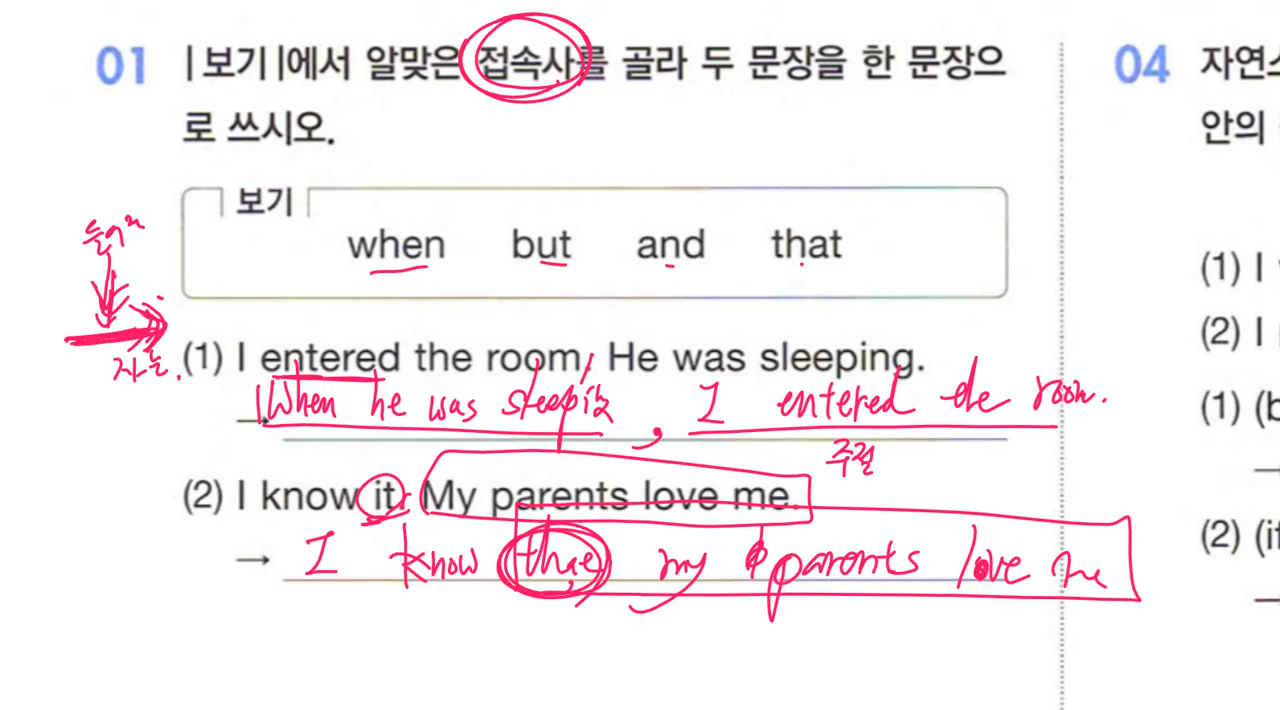 01 |보기|에서 알맞은 접속사를 골라 두 문장을 한 문장으
로 쓰시오.
보기
when but and that
(1) I entered the room. He was sleeping.
→ When he was sleeping, I entered the room.
주절
(2) I know it. My parents love me.
→ I know that my parents love me
자는
04 자연스
안의
(1) I
(2) I
(1) (b
(2) (it